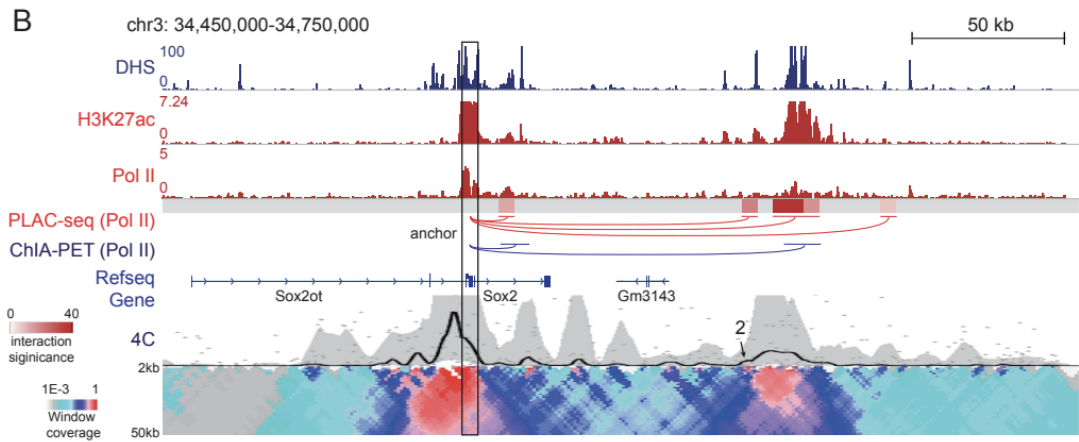 B
chr3: 34,450,000-34,750,000
50 kb
DHS
100
0
H3K27ac
7.24
0
Pol II
5
0
PLAC-seq (Pol II)
anchor
ChIA-PET (Pol II)
Refseq
Gene
Sox2ot
Sox2
Gm3143
0
40
interaction
siginicance
4C
2
2kb
1E-3
1
Window
coverage
50kb